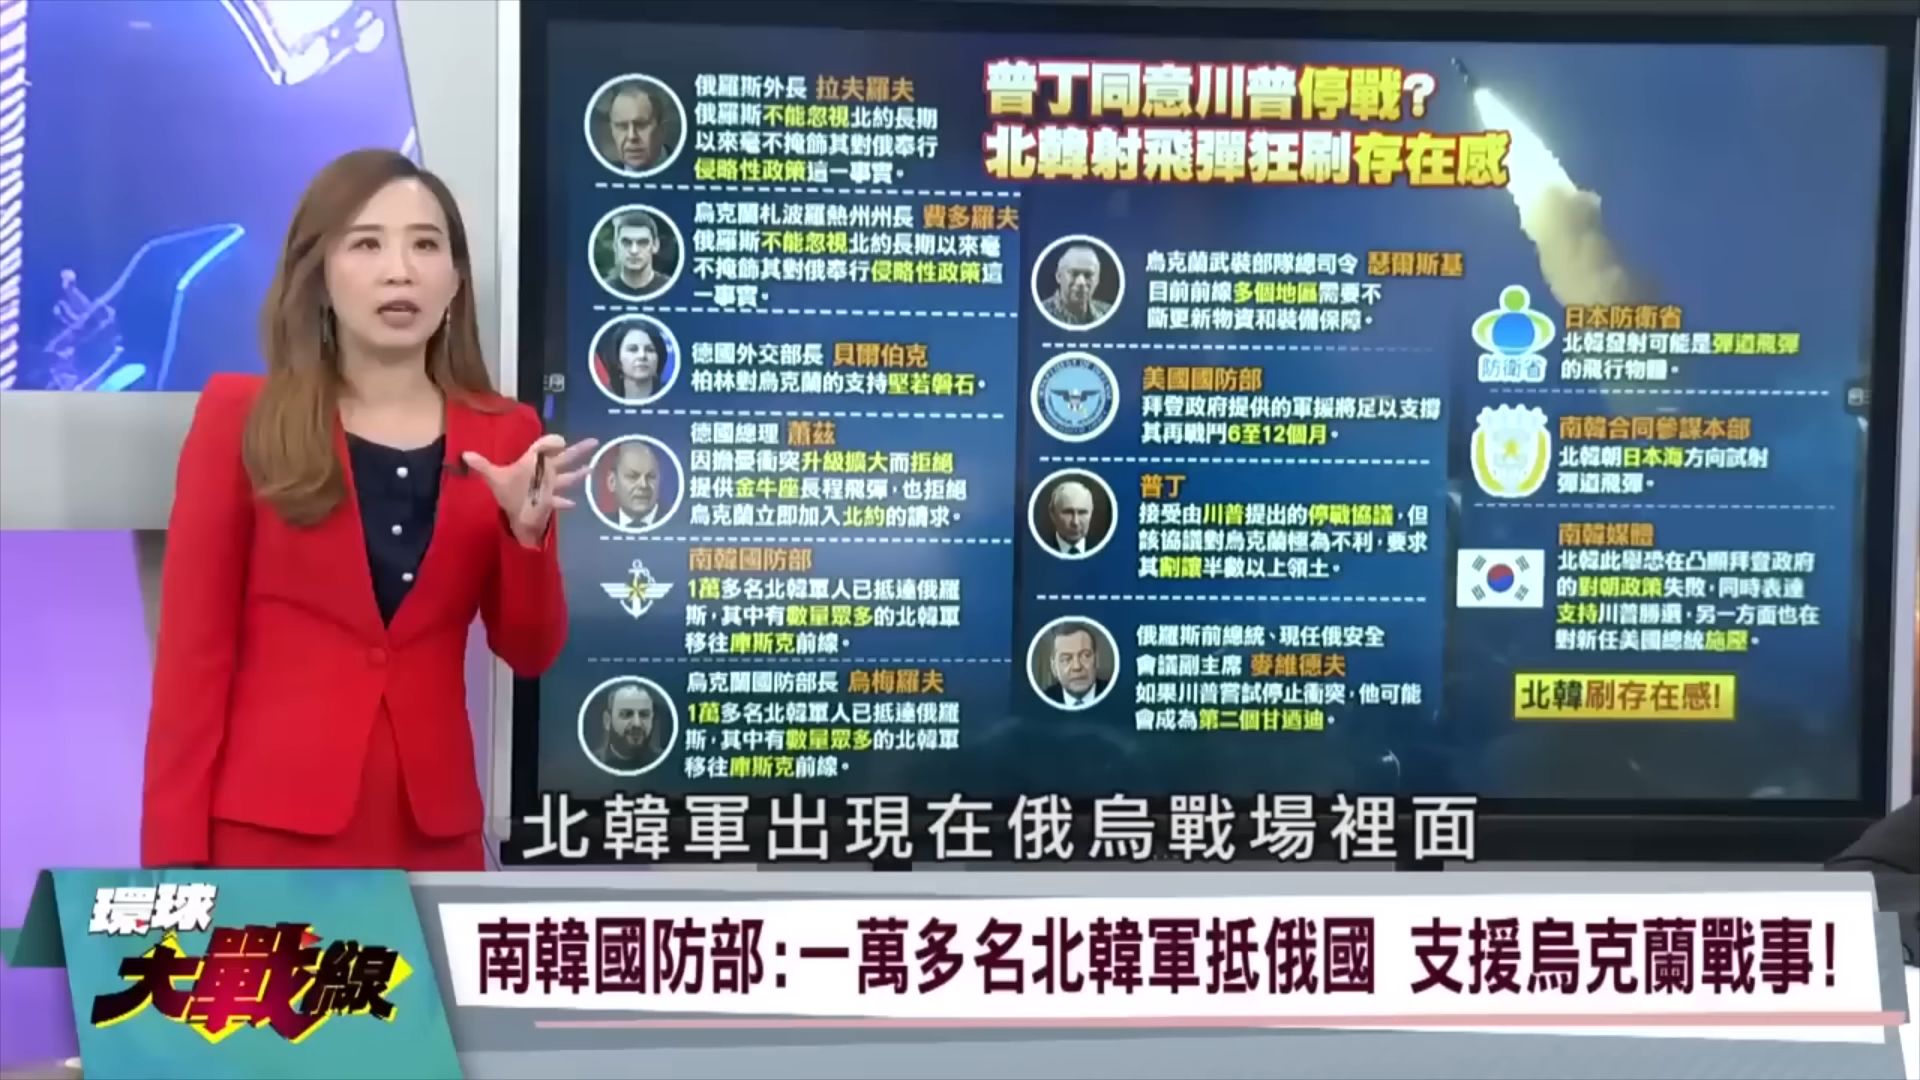 普丁同意川普停戰?
北韓射飛彈狂刷存在感
俄羅斯外長 拉夫羅夫
俄羅斯不能忽視北約長期
以來毫不掩飾其對俄奉行
侵略性政策這一事實。
烏克蘭札波羅熱州州長 費多羅夫
俄羅斯不能忽視北約長期以來毫
不掩飾其對俄奉行侵略性政策這
一事實。
德國外交部長 貝爾伯克
柏林對烏克蘭的支持堅若磐石。
德國總理 蕭茲
因擔憂衝突升級擴大而拒絕
提供金牛座長程飛彈,也拒絕
烏克蘭立即加入北約的請求。
南韓國防部
1萬多名北韓軍人已抵達俄羅
斯,其中有數量眾多的北韓軍
移往庫斯克前線。
烏克蘭國防部長 烏梅羅夫
1萬多名北韓軍人已抵達俄羅
斯,其中有數量眾多的北韓軍
移往庫斯克前線。
烏克蘭武裝部隊總司令 瑟爾斯基
目前前線多個地區需要不
斷更新物資和裝備保障。
美國國防部
拜登政府提供的軍援將足以支撐
其再戰鬥6至12個月。
普丁
接受由川普提出的停戰協議,但
該協議對烏克蘭極為不利,要求
其割讓半數以上領土。
俄羅斯前總統、現任俄安全
會議副主席 麥維德夫
如果川普嘗試停止衝突,他可能
會成為第二個甘迺迪。
防衛省
日本防衛省
北韓發射可能是彈道飛彈
的飛行物體。
南韓合同參謀本部
北韓朝日本海方向試射
彈道飛彈。
南韓媒體
北韓此舉恐在凸顯拜登政府
的對朝政策失敗,同時表達
支持川普勝選,另一方面也在
對新任美國總統施壓。
北韓刷存在感!
北韓軍出現在俄烏戰場裡面
環球
大戰線
南韓國防部:一萬多名北韓軍抵俄國 支援烏克蘭戰事!